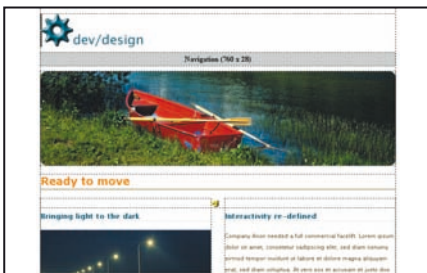 dev/design
Navigation (760 x 28)
Ready to move
Bringing light to the dark
Interactivity re-defined
Company Bison needed a full commercial facelift. Lorem ipsum
dolor sit amet, consetetur sadipscing elitr, sed diam nonumy
eirmod tempor invidunt ut labore et dolore magna aliquyam
erat, sed diam voluptua. At vero eos et accusam et justo duo